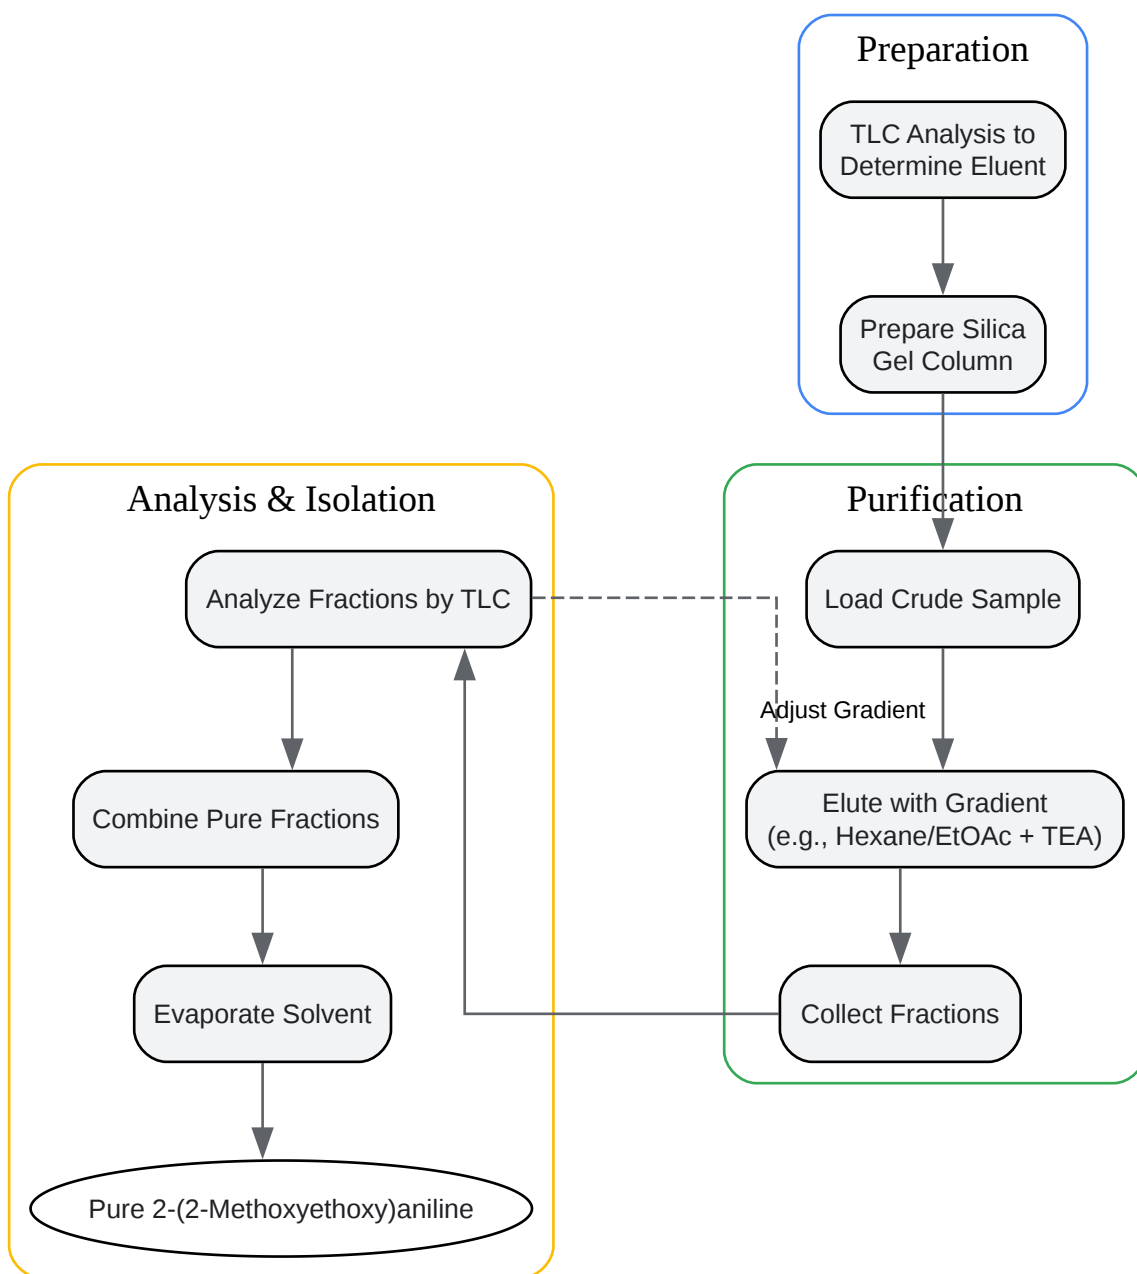 Preparation
TLC Analysis to
Determine Eluent
Prepare Silica
Gel Column
Purification
Load Crude Sample
Adjust Gradient
Elute with Gradient
(e.g., Hexane/EtOAc + TEA)
Collect Fractions
Analysis & Isolation
Analyze Fractions by TLC
Combine Pure Fractions
Evaporate Solvent
Pure 2-(2-Methoxyethoxy)aniline